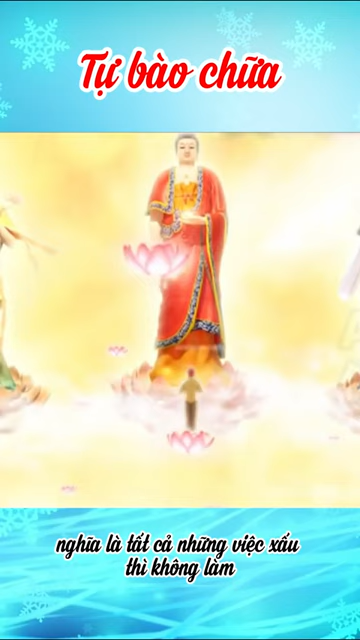 Tự bào chữa
nghĩa là tất cả những việc xấu
thì không làm